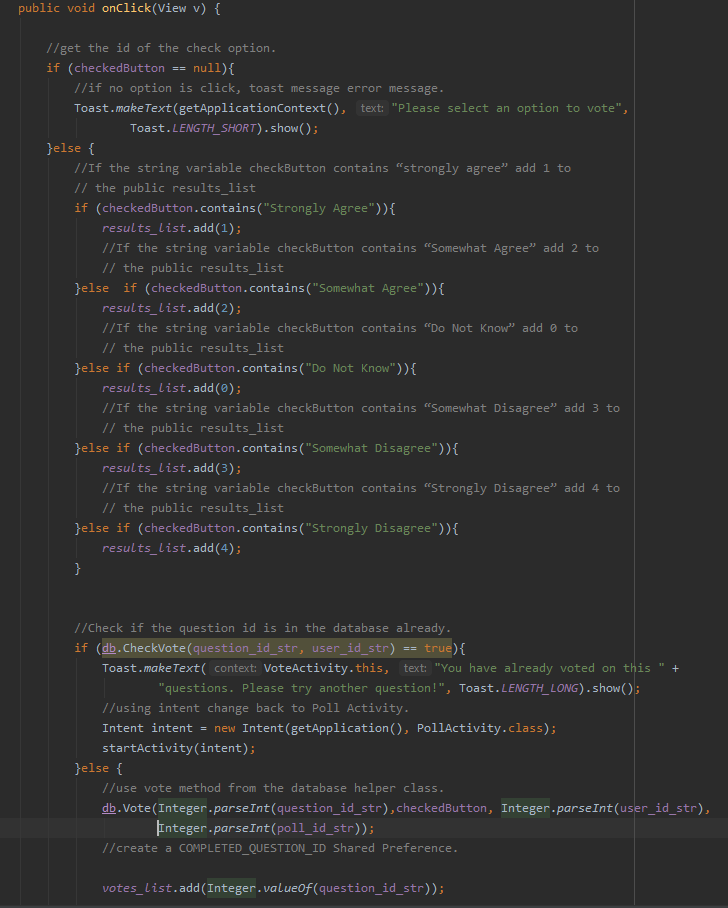 public void onClick(View v) {
//get the id of the check option.
if (checkedButton == null){
//if no option is click, toast message error message.
Toast.makeText(getApplicationContext(), text: "Please select an option to vote",
Toast.LENGTH_SHORT).show();
}else {
//If the string variable checkButton contains “strongly agree” add 1 to
// the public results_list
if (checkedButton.contains("Strongly Agree")){
results_list.add(1);
//If the string variable checkButton contains “Somewhat Agree” add 2 to
// the public results_list
}else  if (checkedButton.contains("Somewhat Agree")){
results_list.add(2);
//If the string variable checkButton contains “Do Not Know” add 0 to
// the public results_list
}else if (checkedButton.contains("Do Not Know")){
results_list.add(0);
//If the string variable checkButton contains “Somewhat Disagree” add 3 to
// the public results_list
}else if (checkedButton.contains("Somewhat Disagree")){
results_list.add(3);
//If the string variable checkButton contains “Strongly Disagree” add 4 to
// the public results_list
}else if (checkedButton.contains("Strongly Disagree")){
results_list.add(4);
}
//Check if the question id is in the database already.
if (db.CheckVote(question_id_str, user_id_str) == true){
Toast.makeText( context: VoteActivity.this, text: "You have already voted on this " +
"questions. Please try another question!", Toast.LENGTH_LONG).show();
//using intent change back to Poll Activity.
Intent intent = new Intent(getApplication(), PollActivity.class);
startActivity(intent);
}else {
//use vote method from the database helper class.
db.Vote(Integer.parseInt(question_id_str),checkedButton, Integer.parseInt(user_id_str),
Integer.parseInt(poll_id_str));
//create a COMPLETED_QUESTION_ID Shared Preference.
votes_list.add(Integer.valueOf(question_id_str));